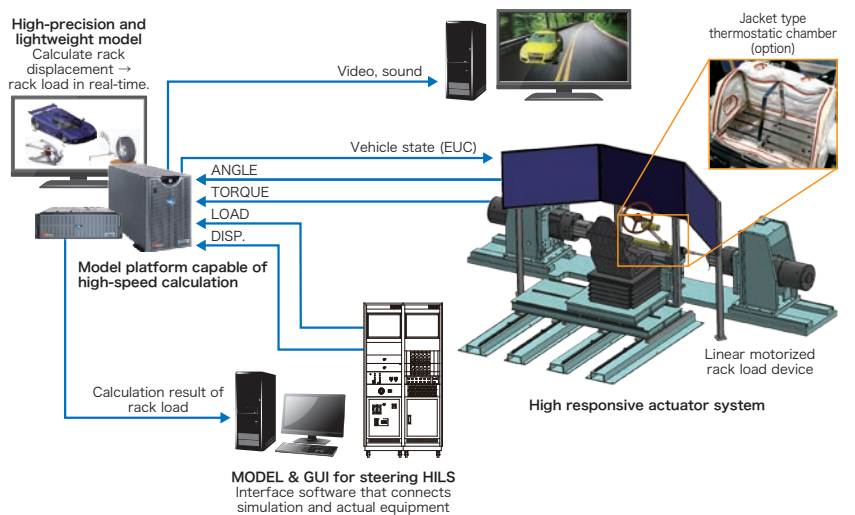 High-precision and
lightweight model
Calculate rack
displacement →
rack load in real-time.
Video, sound
Jacket type
thermostatic chamber
(option)
Vehicle state (EUC)
ANGLE
TORQUE
LOAD
DISP.
Model platform capable of
high-speed calculation
Linear motorized
rack load device
High responsive actuator system
Calculation result of
rack load
MODEL & GUI for steering HILS
Interface software that connects
simulation and actual equipment